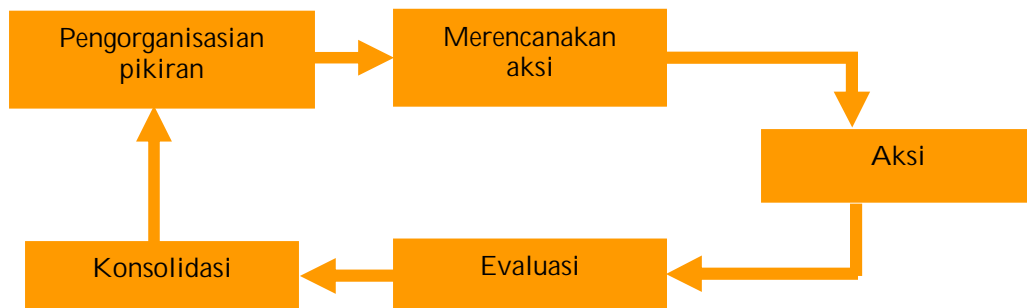 Pengorganisasian
pikiran
Merencanakan
aksi
Aksi
Evaluasi
Konsolidasi